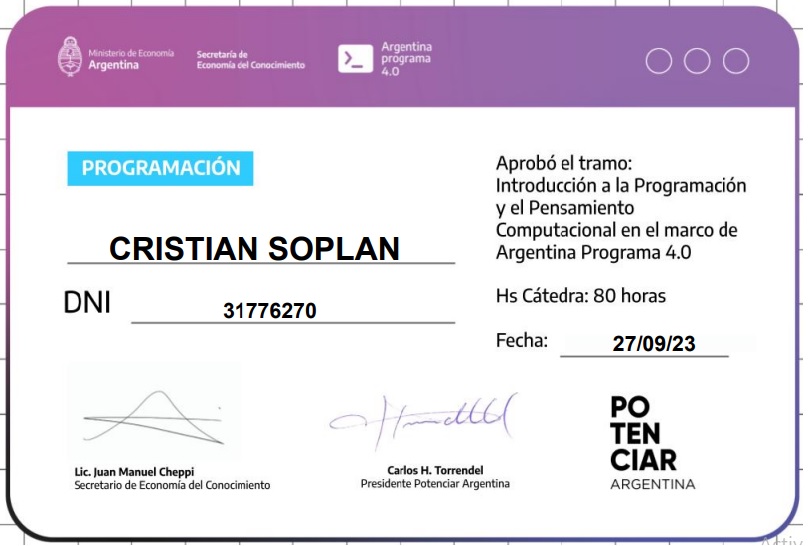 Ministerio de Economía
Argentina
Secretaría de
Economía del Conocimiento
Argentina
programa
4.0
PROGRAMACIÓN
CRISTIAN SOPLAN
DNI 31776270
Aprobó el tramo:
Introducción a la Programación
y el Pensamiento
Computacional en el marco de
Argentina Programa 4.0
Hs Cátedra: 80 horas
Fecha: 27/09/23
Lic. Juan Manuel Cheppi
Secretario de Economía del Conocimiento
Carlos H. Torrendel
Presidente Potenciar Argentina
PO
TEN
CIAR
ARGENTINA